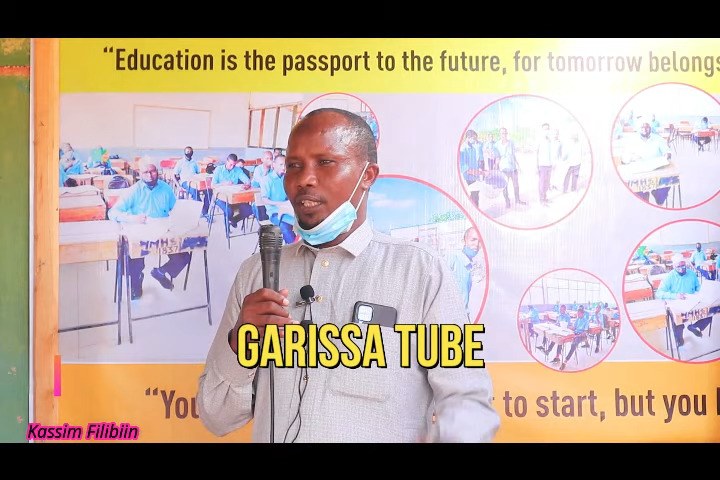 “Education is the passport to the future, for tomorrow belongs
GARISSA TUBE
“You
to start, but you
Kassim Filibiin